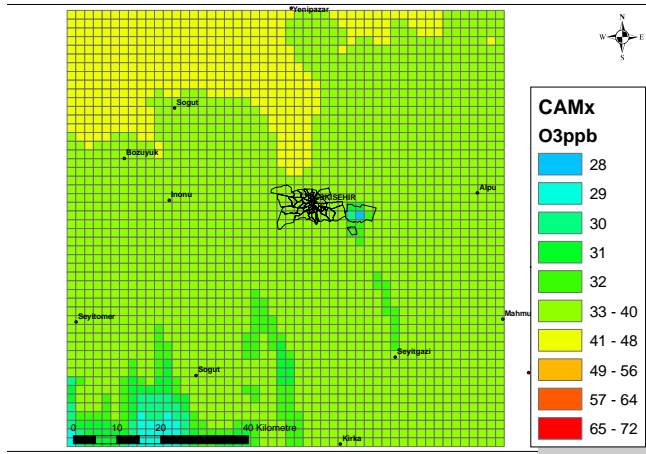 Yenipazar
N
W E
S
Sogut
Bozuyuk
Inonu
Alpu
Seyitomer
Mahmu
Seyitgazi
Sogut
0 10 20 40 Kilometre
Kirka
CAMx
O3ppb
28
29
30
31
32
33 - 40
41 - 48
49 - 56
57 - 64
65 - 72